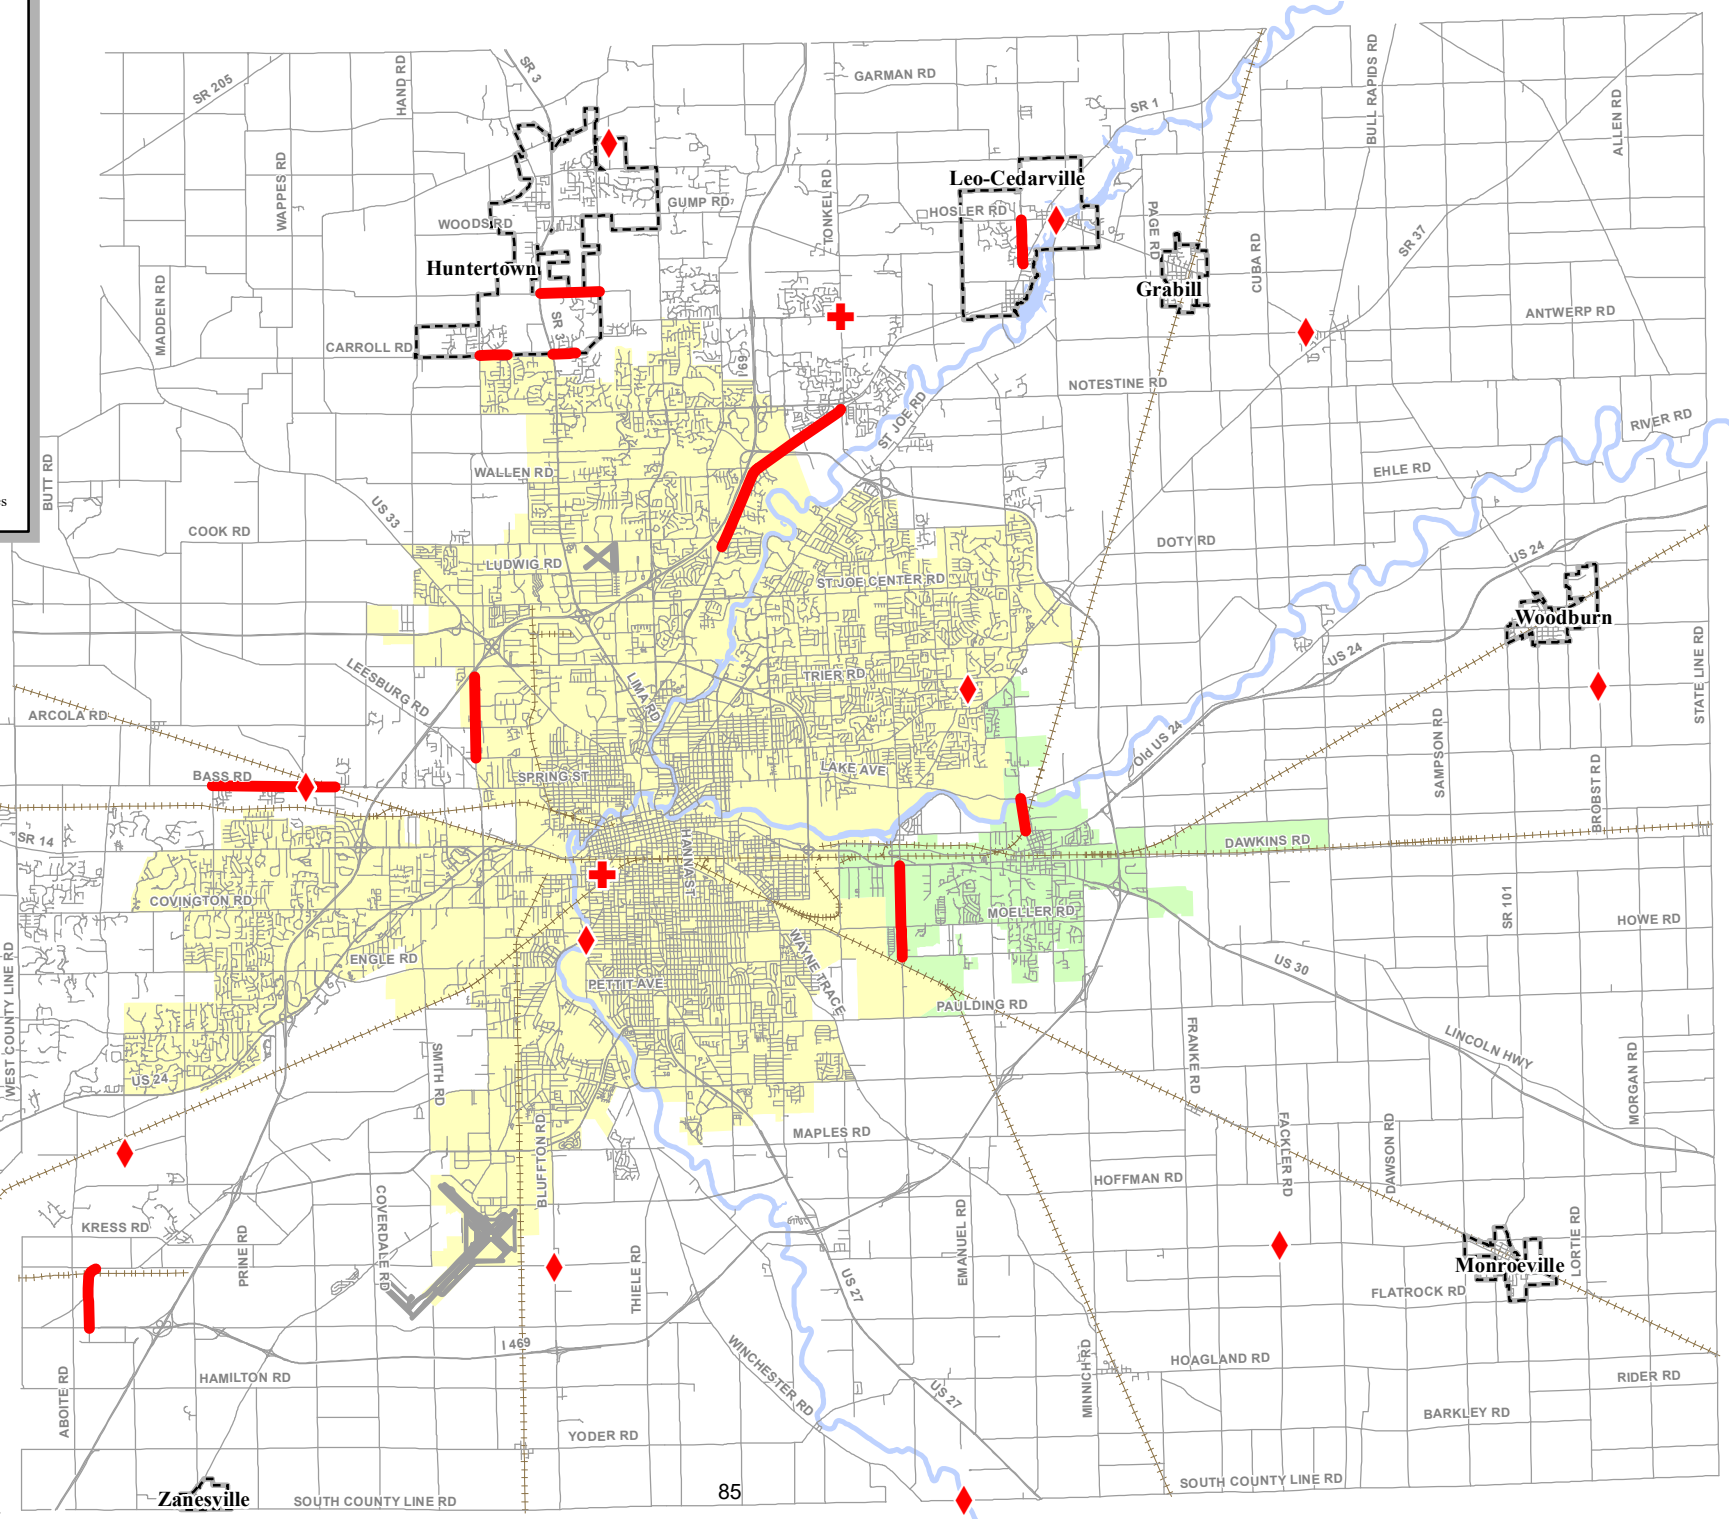 SR 3
GARMAN RD
BULL RAPIDS RD
HAND RD
SR 205
SR 1
ALLEN RD
WAPPES RD
Leo-Cedarville
TONKEL RD
GUMP RD
HOSLER RD
PAGE RD
WOODS RD
SR 37
CUBA RD
Huntertown
Grabill
MADDEN RD
SR 3
ANTWERP RD
CARROLL RD
I 69
NOTESTINE RD
ST JOE RD
RIVER RD
BUTT RD
WALLEN RD
EHLE RD
es
US 33
COOK RD
DOTY RD
US 24
LUDWIG RD
ST JOE CENTER RD
Woodburn
US 24
LEESBURG RD
TRIER RD
LIMA RD
STATE LINE RD
ARCOLA RD
Old US 24
SAMPSON RD
BASS RD
SPRING ST
LAKE AVE
BROBST RD
SR 14
HANNA ST
DAWKINS RD
COVINGTON RD
MOELLER RD
SR 101
HOWE RD
WEST COUNTY LINE RD
ENGLE RD
WAYNE TRACE
US 30
PETTIT AVE
PAULDING RD
LINCOLN HWY
FRANKE RD
SMITH RD
MORGAN RD
US 24
BLUFFTON RD
MAPLES RD
FACKLER RD
DAWSON RD
HOFFMAN RD
COVERDALE RD
KRESS RD
EMANUEL RD
LORTIE RD
PRINE RD
THIELE RD
Monroeville
US 27
FLATROCK RD
I 469
WINCHESTER RD
HOAGLAND RD
MINNICH RD
HAMILTON RD
RIDER RD
ABOITE RD
US 27
BARKLEY RD
YODER RD
SOUTH COUNTY LINE RD
85
Zanesville
SOUTH COUNTY LINE RD